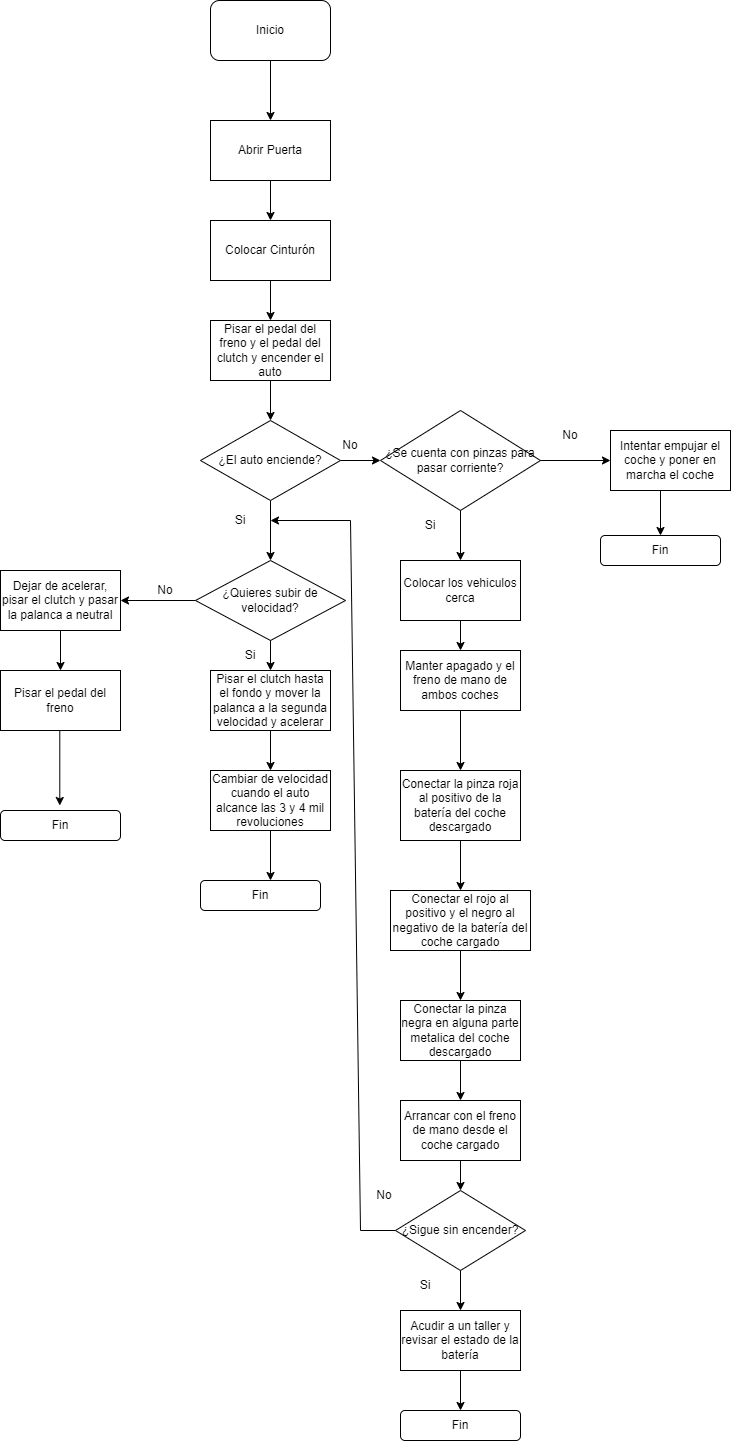 Inicio
Abrir Puerta
Colocar Cinturón
Pisar el pedal del
freno y el pedal del
clutch y encender el
auto
¿El auto enciende?
No
¿Se cuenta con pinzas para
pasar corriente?
No
Intentar empujar el
coche y poner en
marcha el coche
Fin
Si
Si
¿Quieres subir de
velocidad?
No
Dejar de acelerar,
pisar el clutch y pasar
la palanca a neutral
Pisar el pedal del
freno
Fin
Si
Pisar el clutch hasta
el fondo y mover la
palanca a la segunda
velocidad y acelerar
Cambiar de velocidad
cuando el auto
alcance las 3 y 4 mil
revoluciones
Fin
Colocar los vehiculos
cerca
Manter apagado y el
freno de mano de
ambos coches
Conectar la pinza roja
al positivo de la
batería del coche
descargado
Conectar el rojo al
positivo y el negro al
negativo de la batería del
coche cargado
Conectar la pinza
negra en alguna parte
metalica del coche
descargado
Arrancar con el freno
de mano desde el
coche cargado
No
¿Sigue sin encender?
Si
Acudir a un taller y
revisar el estado de la
batería
Fin